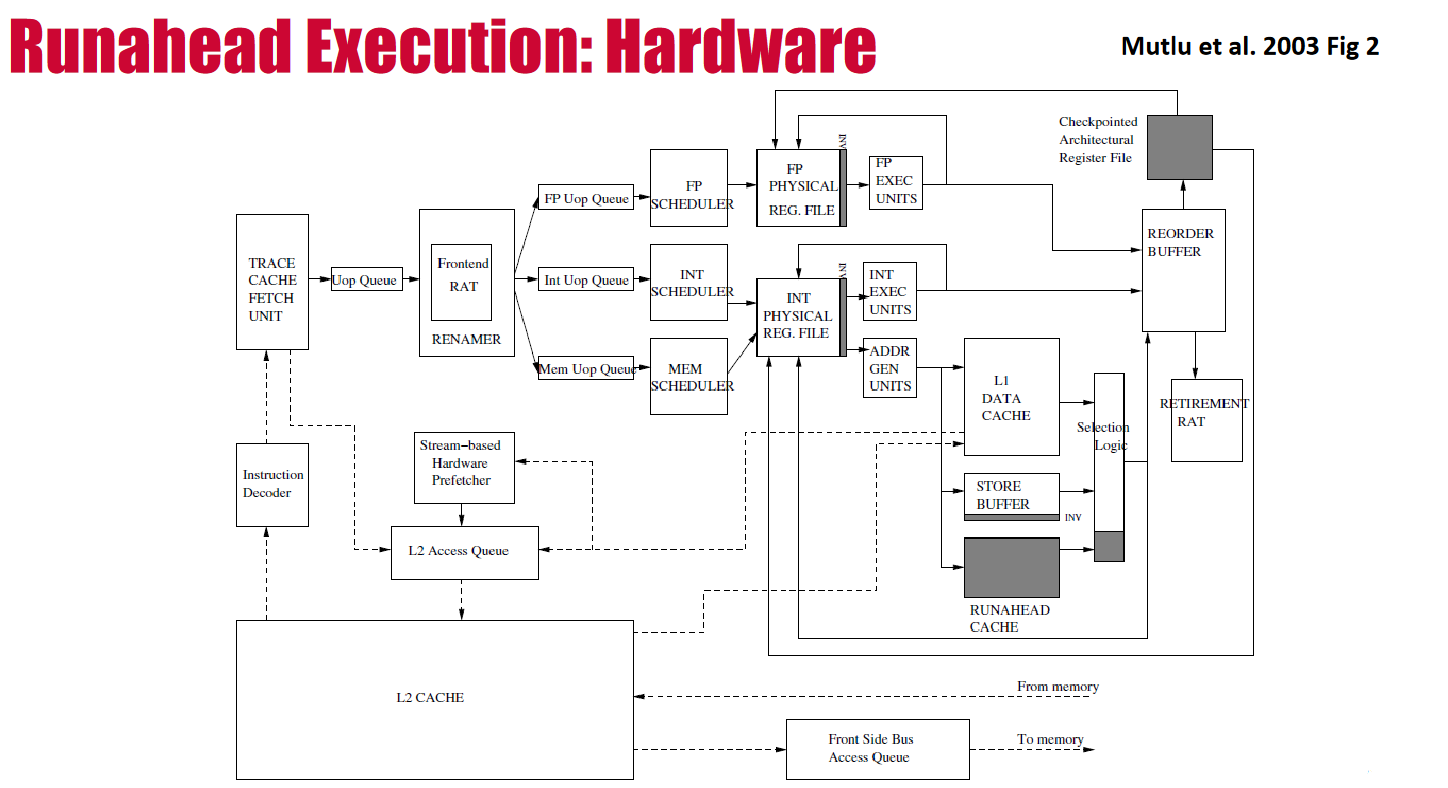 Runahead Execution: Hardware
Mutlu et al. 2003 Fig 2
Checkpointed
Architectural
Register File
INV
FP Uop Queue
FP
SCHEDULER
FP
PHYSICAL
REG. FILE
FP
EXEC
UNITS
REORDER
BUFFER
TRACE
CACHE
FETCH
UNIT
Uop Queue
Frontend
RAT
RENAMER
Int Uop Queue
INT
SCHEDULER
INV
INT
PHYSICAL
REG. FILE
INT
EXEC
UNITS
Mem Uop Queue
MEM
SCHEDULER
ADDR
GEN
UNITS
L1
DATA
CACHE
Selection
Logic
RETIREMENT
RAT
Instruction
Decoder
Stream-based
Hardware
Prefetcher
STORE
BUFFER
INV
L2 Access Queue
RUNAHEAD
CACHE
L2 CACHE
From memory
Front Side Bus
Access Queue
To memory